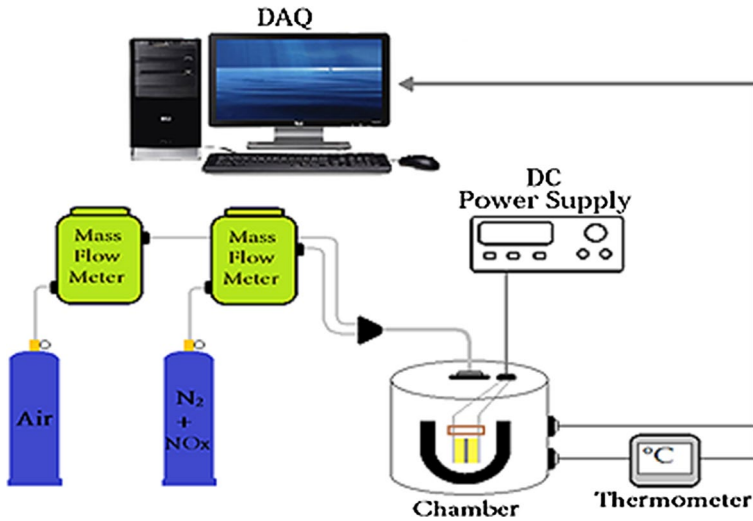 DAQ
DC
Power Supply
Mass
Flow
Meter
Mass
Flow
Meter
Air
N₂
+
NOx
°C
Chamber
Thermometer